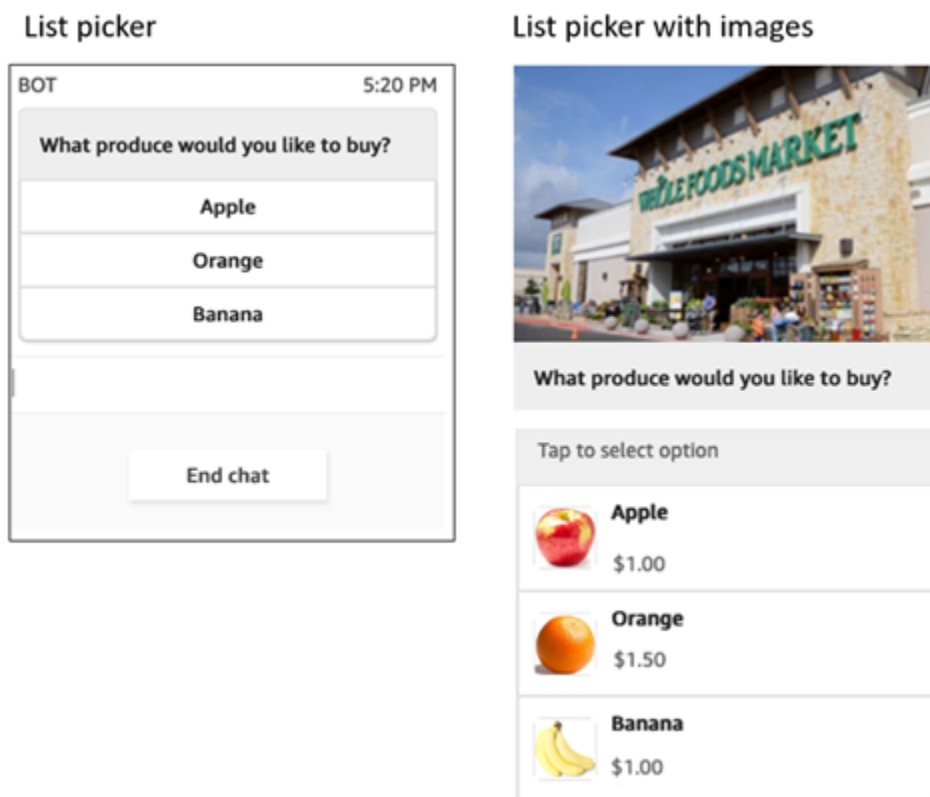 List picker
BOT 5:20 PM
What produce would you like to buy?
Apple
Orange
Banana
End chat
List picker with images
WHOLE FOODS MARKET
What produce would you like to buy?
Tap to select option
Apple
$1.00
Orange
$1.50
Banana
$1.00